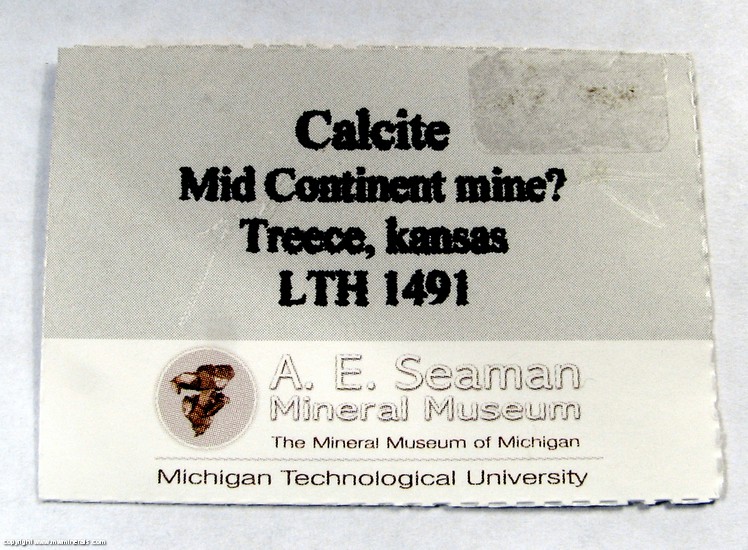 Calcite
Mid Continent mine?
Treece, kansas
LTH 1491
A. E. Seaman
Mineral Museum
The Mineral Museum of Michigan
Michigan Technological University